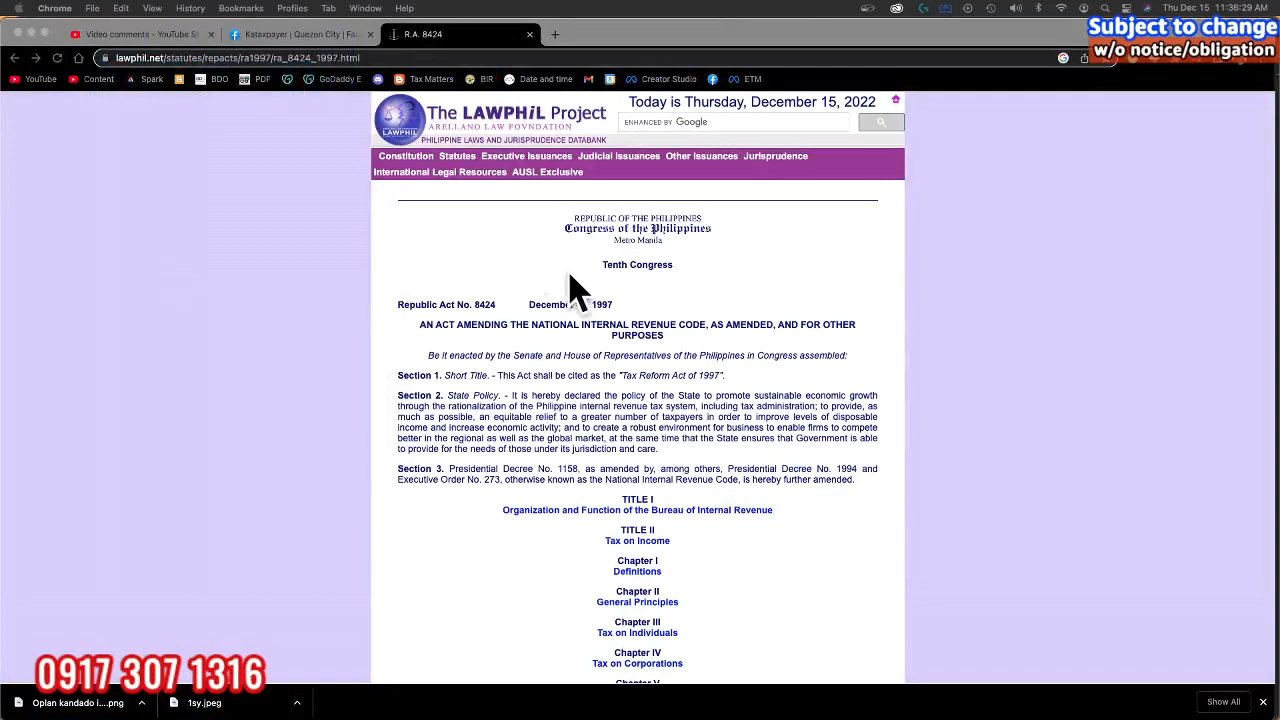 Chrome File Edit View History Bookmarks Profiles Tab Window Help
Thu Dec 15 11:36:29 AM
Subject to change
w/o notice/obligation
Video comments - YouTube S
Kataxpayer | Quezon City | Fac
R.A. 8424
lawphil.net/statutes/repacts/ra1997/ra_8424_1997.html
YouTube Content Spark BDO PDF GoDaddy E Tax Matters BIR Date and time Creator Studio ETM
The LAWPHiL Project
ARELLANO LAW FOUNDATION
PHILIPPINE LAWS AND JURISPRUDENCE DATABANK
LAWPHIL
Today is Thursday, December 15, 2022
ENHANCED BY Google
Constitution Statutes Executive Issuances Judicial Issuances Other Issuances Jurisprudence
International Legal Resources AUSL Exclusive
REPUBLIC OF THE PHILIPPINES
Congress of the Philippines
Metro Manila
Tenth Congress
Republic Act No. 8424 1997
AN ACT AMENDING THE NATIONAL INTERNAL REVENUE CODE, AS AMENDED, AND FOR OTHER
PURPOSES
Be it enacted by the Senate and House of Representatives of the Philippines in Congress assembled:
Section 1. Short Title. - This Act shall be cited as the "Tax Reform Act of 1997".
Section 2. State Policy. - It is hereby declared the policy of the State to promote sustainable economic growth
through the rationalization of the Philippine internal revenue tax system, including tax administration; to provide, as
much as possible, an equitable relief to a greater number of taxpayers in order to improve levels of disposable
income and increase economic activity; and to create a robust environment for business to enable firms to compete
better in the regional as well as the global market, at the same time that the State ensures that Government is able
to provide for the needs of those under its jurisdiction and care.
Section 3. Presidential Decree No. 1158, as amended by, among others, Presidential Decree No. 1994 and
Executive Order No. 273, otherwise known as the National Internal Revenue Code, is hereby further amended.
TITLE I
Organization and Function of the Bureau of Internal Revenue
TITLE II
Tax on Income
Chapter I
Definitions
Chapter II
General Principles
Chapter III
Tax on Individuals
Chapter IV
Tax on Corporations
0917 307 1316
Oplan kandado i....png
1sy.jpeg
Show All